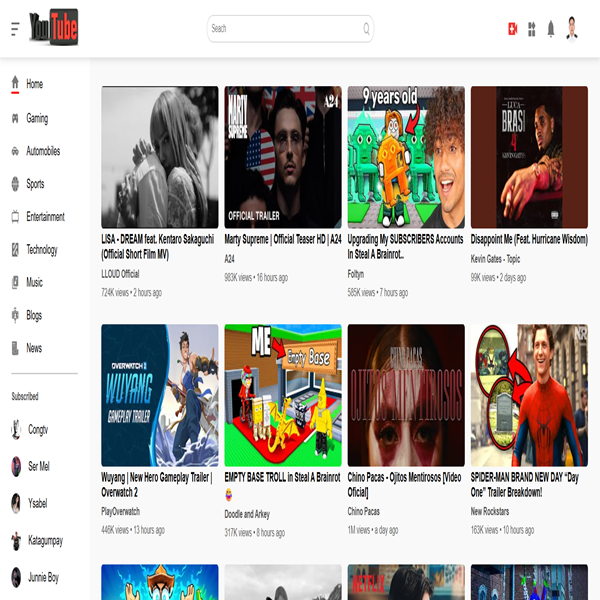 YouTube
Seach
Home
Gaming
Automobiles
Sports
Entertainment
Technology
Music
Blogs
News
Subscribed
Congtv
Ser Mel
Ysabel
Katagumpay
Junnie Boy
LISA - DREAM feat. Kentaro Sakaguchi
(Official Short Film MV)
LLOUD Official
724K views • 2 hours ago
MARTY
SUPREME
A24
OFFICIAL TRAILER
Marty Supreme | Official Teaser HD | A24
A24
983K views • 16 hours ago
9 years old
Upgrading My SUBSCRIBERS Accounts
in Steal A Brainrot..
Foltyn
585K views • 7 hours ago
LUCA
BRASI
4
KEVIN GATES
Disappoint Me (Feat. Hurricane Wisdom)
Kevin Gates - Topic
99K views • 2 days ago
OVERWATCH 2
WUYANG
GAMEPLAY TRAILER
Wuyang | New Hero Gameplay Trailer |
Overwatch 2
PlayOverwatch
446K views • 13 hours ago
ME
Empty Base
EMPTY BASE TROLL in Steal A Brainrot
Doodle and Arkey
317K views • 8 hours ago
CHINO PACAS
OJITOS MENTIROSOS
Chino Pacas - Ojitos Mentirosos [Video
Oficial]
Chino Pacas
1M views • a day ago
NR
SPIDER-MAN BRAND NEW DAY “Day
One” Trailer Breakdown!
New Rockstars
163K views • 10 hours ago
NETFLIX